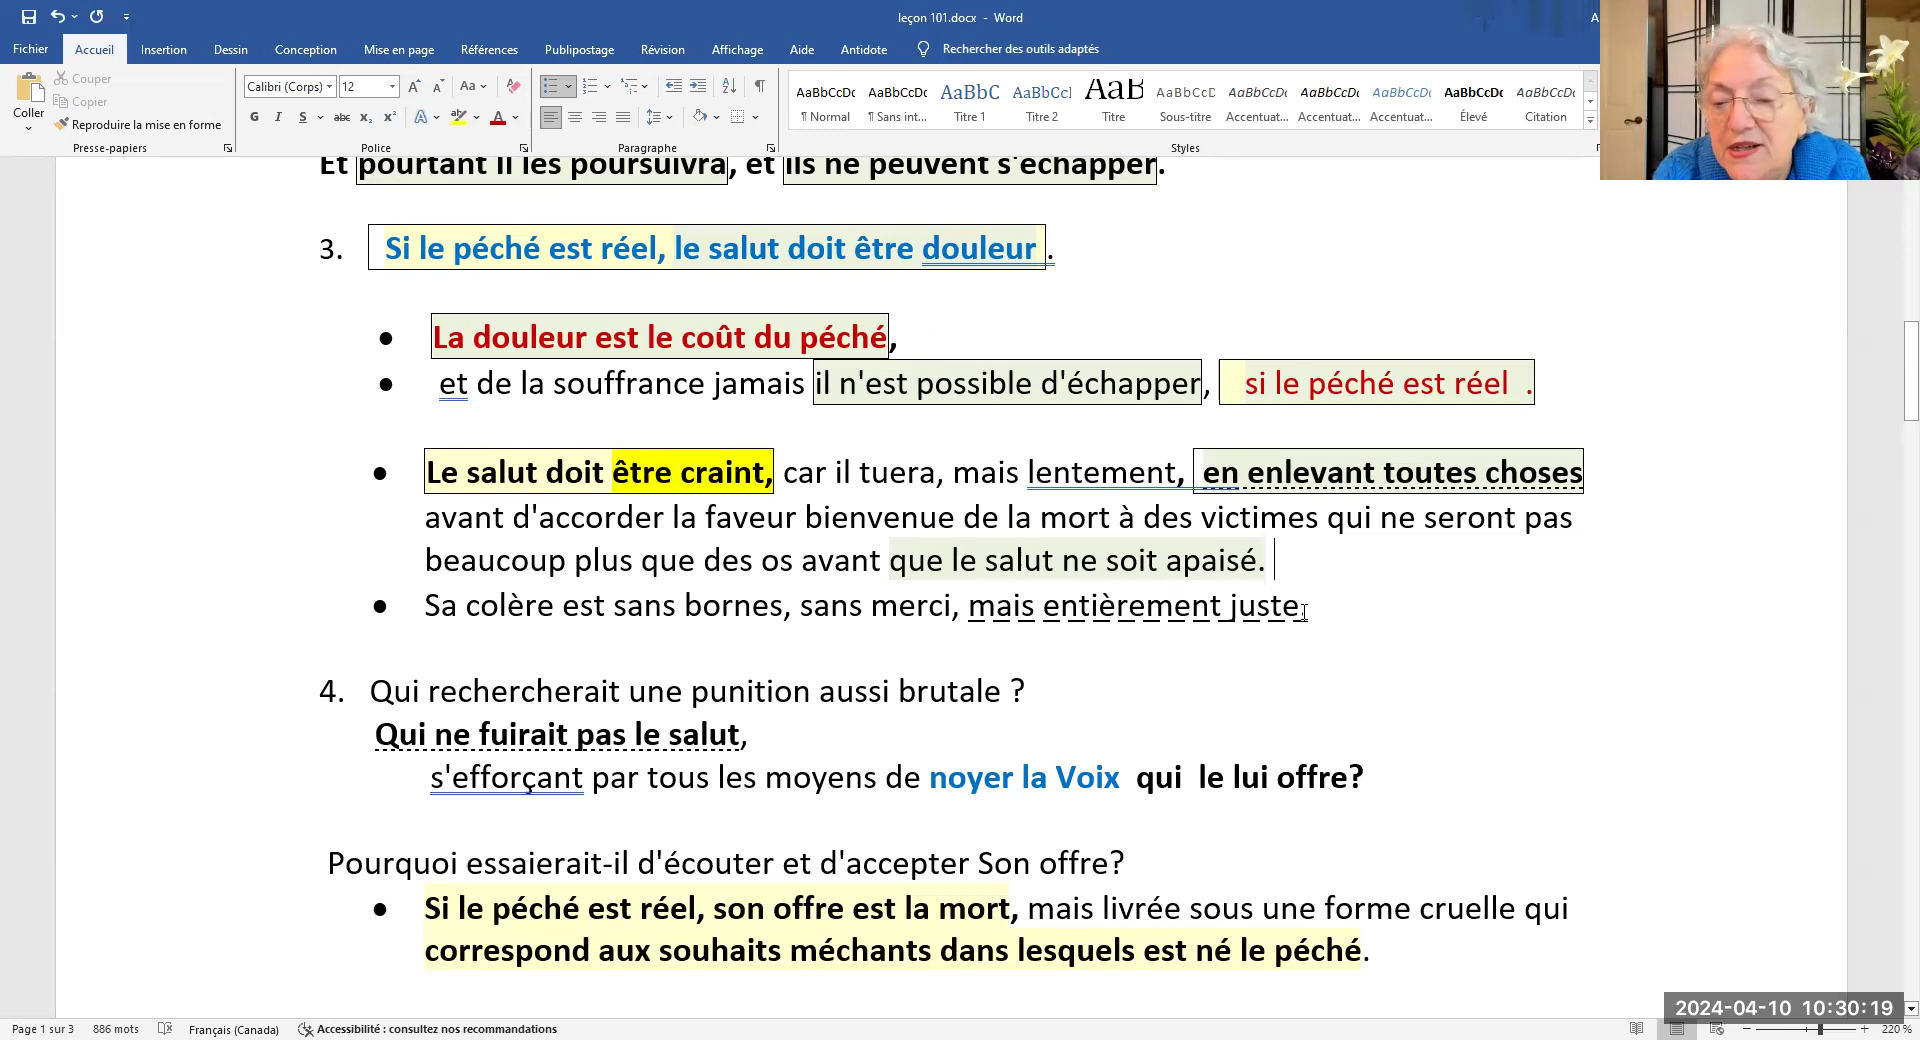 leçon 101.docx - Word
A
Fichier Accueil Insertion Dessin Conception Mise en page Références Publipostage Révision Affichage Aide Antidote Rechercher des outils adaptés
Coller
Couper
Copier
Reproduire la mise en forme
Presse-papiers
Calibri (Corps) 12
Aa
G I S abc x₂ x² A A
Police
Paragraphe
AaBbCcDc AaBbCcDc AaBbC AaBbCcI AaB AaBbCcD AaBbCcDc AaBbCcDc AaBbCcDc AaBbCcDc AaBbCcDc
¶ Normal ¶ Sans int... Titre 1 Titre 2 Titre Sous-titre Accentuat... Accentuat... Accentuat... Élevé Citation
Styles
Et pourtant il les poursuivra, et ils ne peuvent s'échapper.
3. Si le péché est réel, le salut doit être douleur .
• La douleur est le coût du péché,
• et de la souffrance jamais il n'est possible d'échapper, si le péché est réel .
• Le salut doit être craint, car il tuera, mais lentement, en enlevant toutes choses
avant d'accorder la faveur bienvenue de la mort à des victimes qui ne seront pas
beaucoup plus que des os avant que le salut ne soit apaisé.
• Sa colère est sans bornes, sans merci, mais entièrement juste.
4. Qui rechercherait une punition aussi brutale ?
Qui ne fuirait pas le salut,
s'efforçant par tous les moyens de noyer la Voix qui le lui offre?
Pourquoi essaierait-il d'écouter et d'accepter Son offre?
• Si le péché est réel, son offre est la mort, mais livrée sous une forme cruelle qui
correspond aux souhaits méchants dans lesquels est né le péché.
2024-04-10 10:30:19
Page 1 sur 3 886 mots Français (Canada) Accessibilité : consultez nos recommandations 220 %